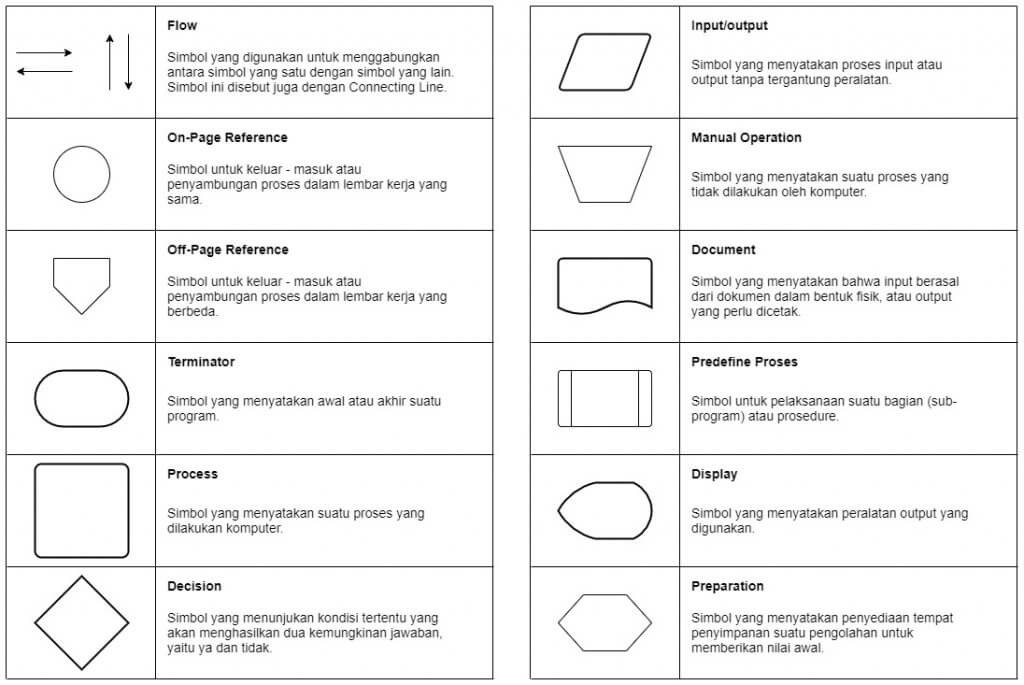 Flow
Simbol yang digunakan untuk menggabungkan
antara simbol yang satu dengan simbol yang lain.
Simbol ini disebut juga dengan Connecting Line.
On-Page Reference
Simbol untuk keluar - masuk atau
penyambungan proses dalam lembar kerja yang
sama.
Off-Page Reference
Simbol untuk keluar - masuk atau
penyambungan proses dalam lembar kerja yang
berbeda.
Terminator
Simbol yang menyatakan awal atau akhir suatu
program.
Process
Simbol yang menyatakan suatu proses yang
dilakukan komputer.
Decision
Simbol yang menunjukan kondisi tertentu yang
akan menghasilkan dua kemungkinan jawaban,
yaitu ya dan tidak.
Input/output
Simbol yang menyatakan proses input atau
output tanpa tergantung peralatan.
Manual Operation
Simbol yang menyatakan suatu proses yang
tidak dilakukan oleh komputer.
Document
Simbol yang menyatakan bahwa input berasal
dari dokumen dalam bentuk fisik, atau output
yang perlu dicetak.
Predefine Proses
Simbol untuk pelaksanaan suatu bagian (sub-
program) atau prosedure.
Display
Simbol yang menyatakan peralatan output yang
digunakan.
Preparation
Simbol yang menyatakan penyediaan tempat
penyimpanan suatu pengolahan untuk
memberikan nilai awal.